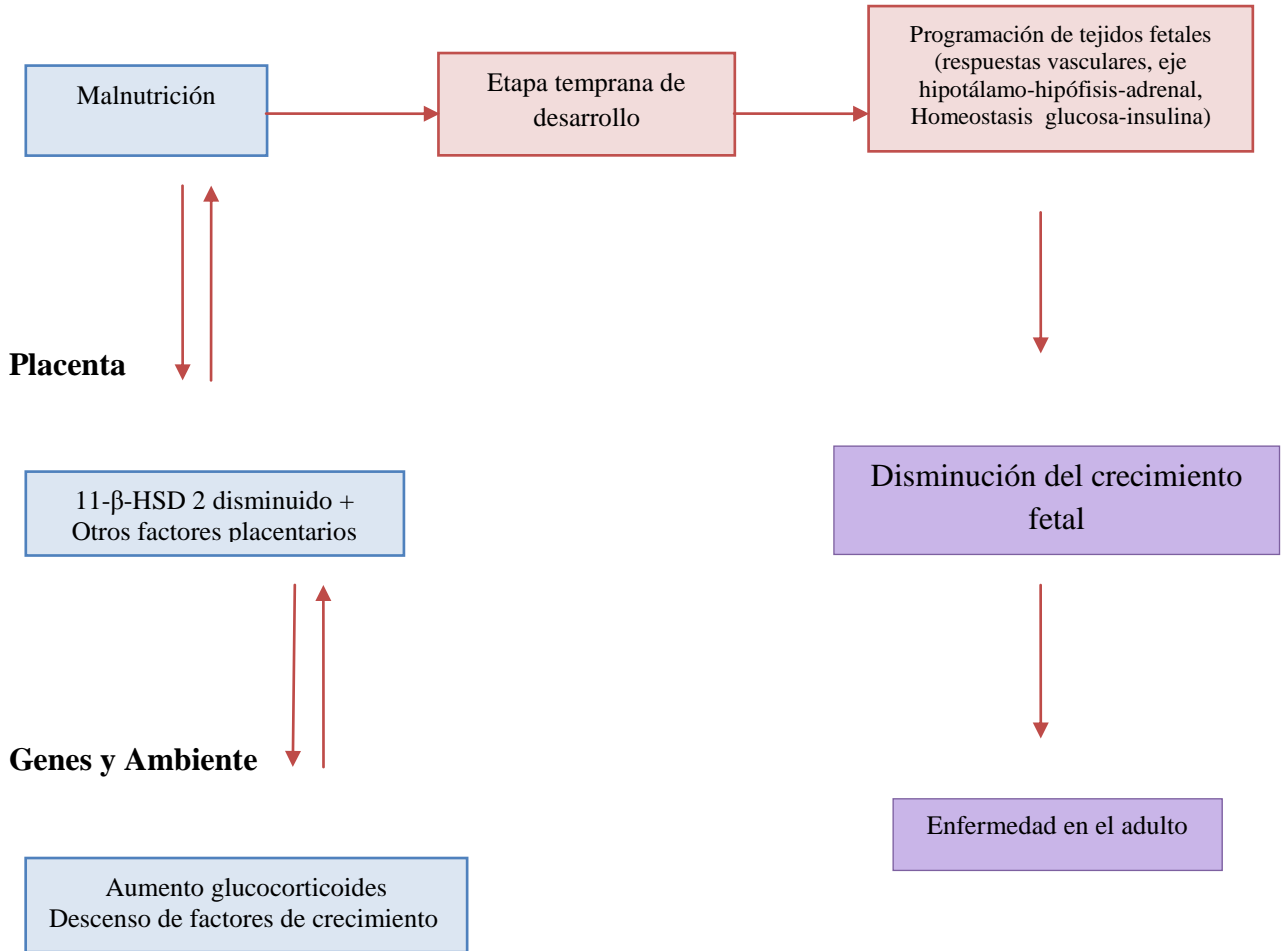 Malnutrición
Etapa temprana de
desarrollo
Programación de tejidos fetales
(respuestas vasculares, eje
hipotálamo-hipófisis-adrenal,
Homeostasis glucosa-insulina)
Placenta
11-β-HSD 2 disminuido +
Otros factores placentarios
Disminución del crecimiento
fetal
Genes y Ambiente
Enfermedad en el adulto
Aumento glucocorticoides
Descenso de factores de crecimiento